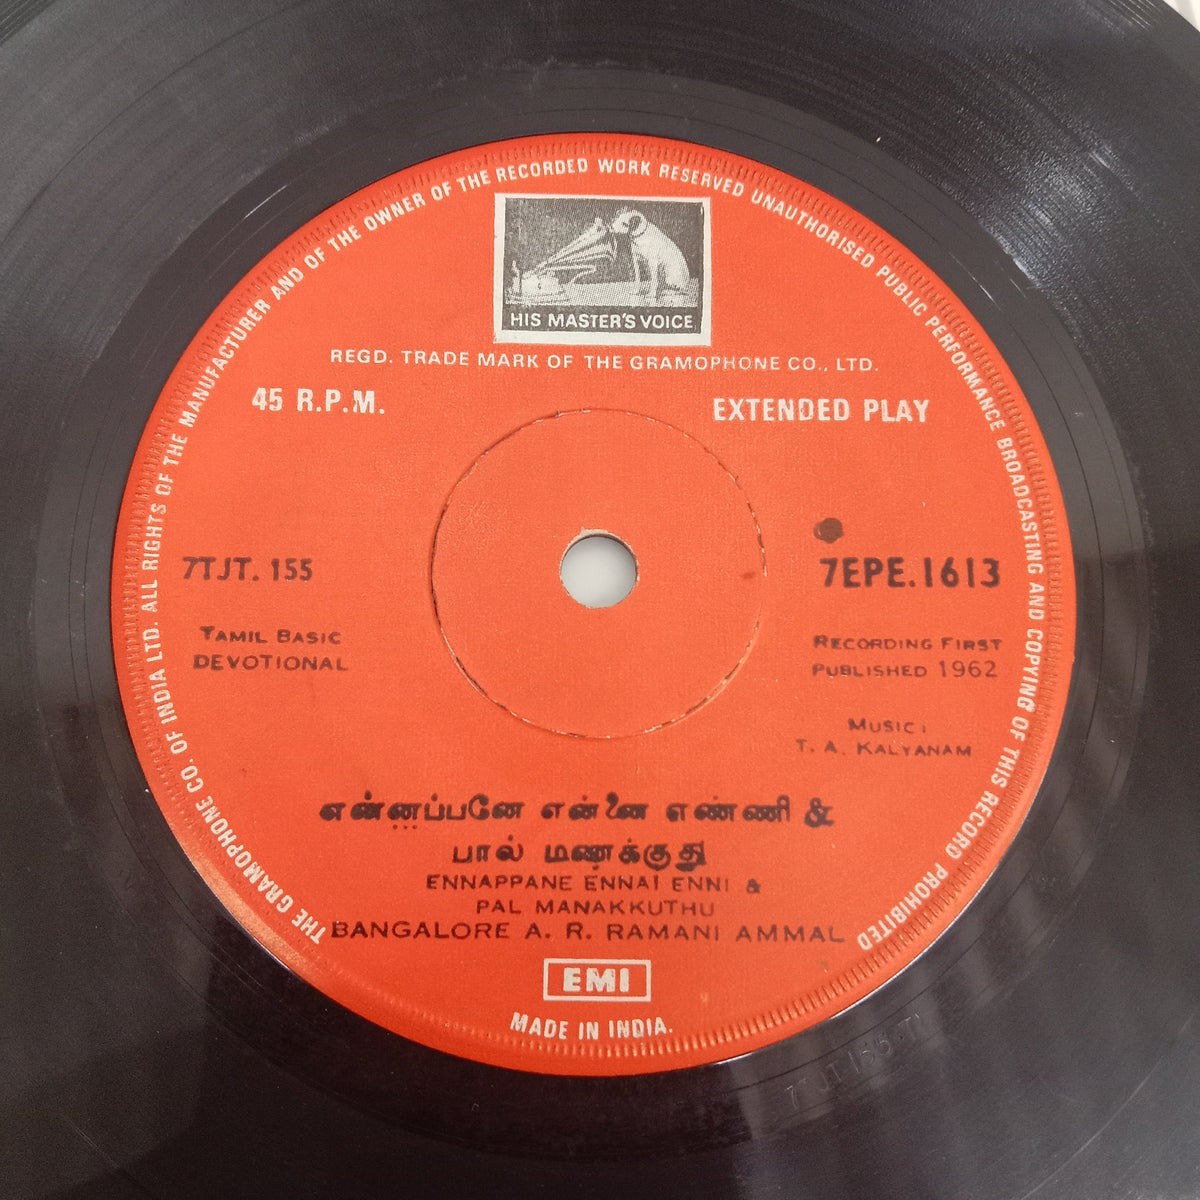 THE GRAMOPHONE CO. OF INDIA LTD. ALL RIGHTS OF THE MANUFACTURER AND OF THE OWNER OF THE RECORDED WORK RESERVED UNAUTHORISED PUBLIC PERFORMANCE BROADCASTING AND COPYING OF THIS RECORD PROHIBITED
HIS MASTER'S VOICE
REGD. TRADE MARK OF THE GRAMOPHONE CO., LTD.
45 R.P.M.
EXTENDED PLAY
7TJT. 155
7EPE.1613
TAMIL BASIC
DEVOTIONAL
RECORDING FIRST
PUBLISHED 1962
MUSIC:
T. A. KALYANAM
என்னப்பனே என்னை எண்ணி &
பால் மணக்குது
ENNAPPANE ENNAI ENNI &
PAL MANAKKUTHU
BANGALORE A. R. RAMANI AMMAL
EMI
MADE IN INDIA.